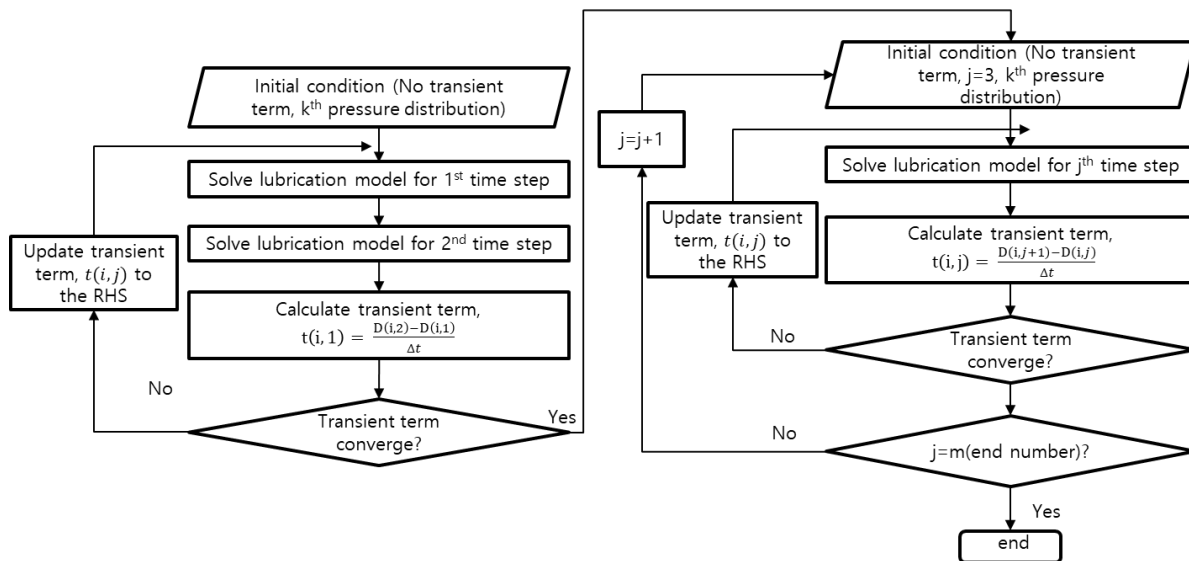 Initial condition (No transient
term, kᵗʰ pressure distribution)
Solve lubrication model for 1ˢᵗ time step
Solve lubrication model for 2ⁿᵈ time step
Update transient
term, t(i,j) to
the RHS
Calculate transient term,
t(i, 1) = D(i,2)−D(i,1) / Δt
No
Transient term
converge?
Yes
Initial condition (No transient
term, j=3, kᵗʰ pressure
distribution)
j=j+1
Solve lubrication model for jᵗʰ time step
Update transient
term, t(i,j) to
the RHS
Calculate transient term,
t(i, j) = D(i,j+1)−D(i,j) / Δt
No
Transient term
converge?
No
j=m(end number)?
Yes
end